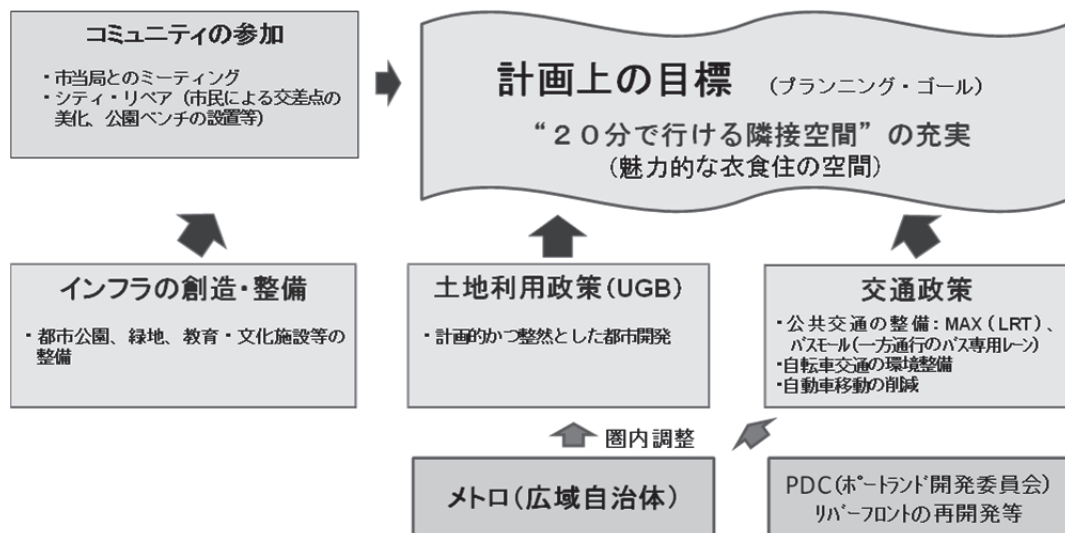 コミュニティの参加
・市当局とのミーティング
・シティ・リペア（市民による交差点の
美化、公園ベンチの設置等）
計画上の目標 （プランニング・ゴール）
“２０分で行ける隣接空間”の充実
（魅力的な衣食住の空間）
インフラの創造・整備
・都市公園、緑地、教育・文化施設等の
整備
土地利用政策（UGB）
・計画的かつ整然とした都市開発
交通政策
・公共交通の整備：MAX（LRT）、
バスモール（一方通行のバス専用レーン）
・自転車交通の環境整備
・自動車移動の削減
圏内調整
メトロ（広域自治体）
PDC（ポートランド開発委員会）
リバーフロントの再開発等